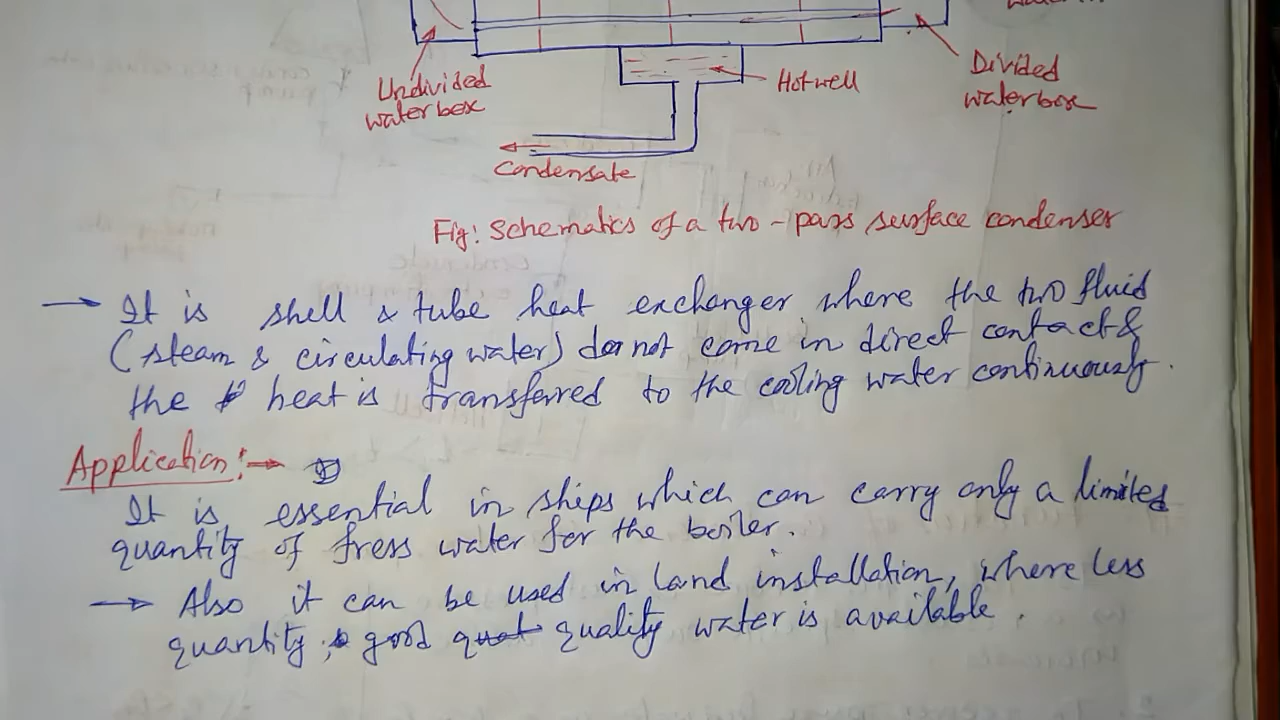 Undivided
waterbox
Hotwell
Divided
waterbox
Condensate
Fig: Schematics of a two-pass surface condenser
→ It is shell & tube heat exchanger where the two fluid
(steam & circulating water) do not come in direct contact &
the heat is transferred to the cooling water continuously.
Application:→
It is essential in ships which can carry only a limited
quantity of fress water for the boiler.
→ Also it can be used in land installation, where less
quantity, good quality water is available.